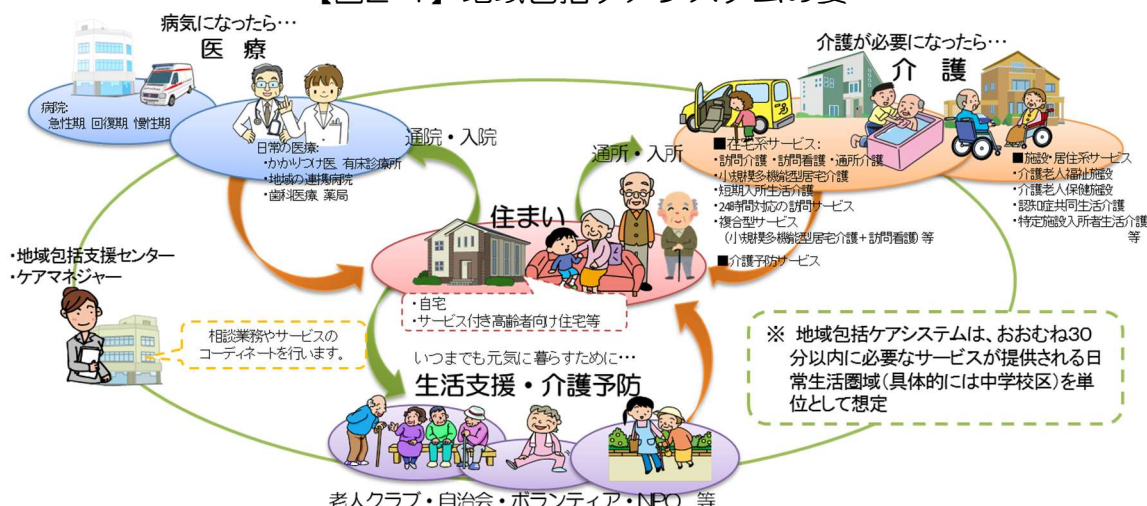 病気になったら…
医 療
病院:
急性期、回復期、慢性期
日常の医療:
・かかりつけ医、有床診療所
・地域の連携病院
・歯科医療、薬局
通院・入院
通所・入所
介護が必要になったら…
介 護
■在宅系サービス:
・訪問介護・訪問看護・通所介護
・小規模多機能型居宅介護
・短期入所生活介護
・24時間対応の訪問サービス
・複合型サービス
(小規模多機能型居宅介護+訪問看護)等
■介護予防サービス
■施設・居住系サービス
・介護老人福祉施設
・介護老人保健施設
・認知症共同生活介護
・特定施設入所者生活介護
等
住まい
・自宅
・サービス付き高齢者向け住宅等
・地域包括支援センター
・ケアマネジャー
相談業務やサービスの
コーディネートを行います。
いつまでも元気に暮らすために…
生活支援・介護予防
老人クラブ・自治会・ボランティア・NPO 等
※ 地域包括ケアシステムは、おおむね30
分以内に必要なサービスが提供される日
常生活圏域(具体的には中学校区)を単
位として想定